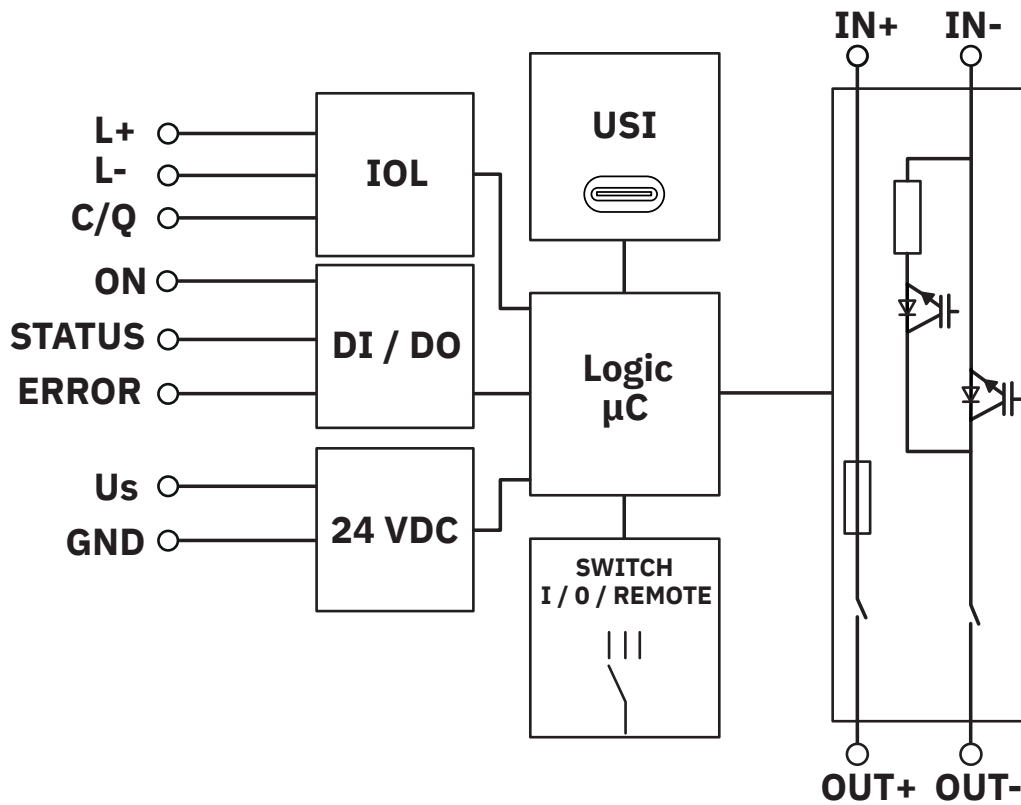 IN+ IN-
USI
L+
L-
C/Q
IOL
ON
STATUS
ERROR
DI / DO
Logic
µC
Us
GND
24 VDC
SWITCH
I / 0 / REMOTE
OUT+ OUT-